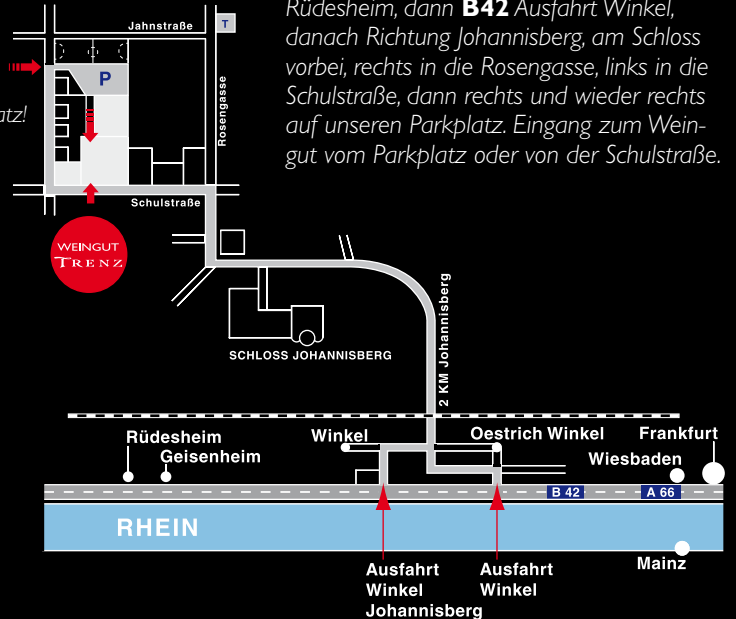 Rüdesheim, dann B42 Ausfahrt Winkel,
danach Richtung Johannisberg, am Schloss
vorbei, rechts in die Rosengasse, links in die
Schulstraße, dann rechts und wieder rechts
auf unseren Parkplatz. Eingang zum Wein-
gut vom Parkplatz oder von der Schulstraße.
Jahnstraße
T
P
atz!
Rosengasse
Schulstraße
WEINGUT
TRENZ
SCHLOSS JOHANNISBERG
2 KM Johannisberg
Rüdesheim
Geisenheim
Winkel
Oestrich Winkel
Frankfurt
Wiesbaden
B 42
A 66
RHEIN
Mainz
Ausfahrt
Winkel
Johannisberg
Ausfahrt
Winkel